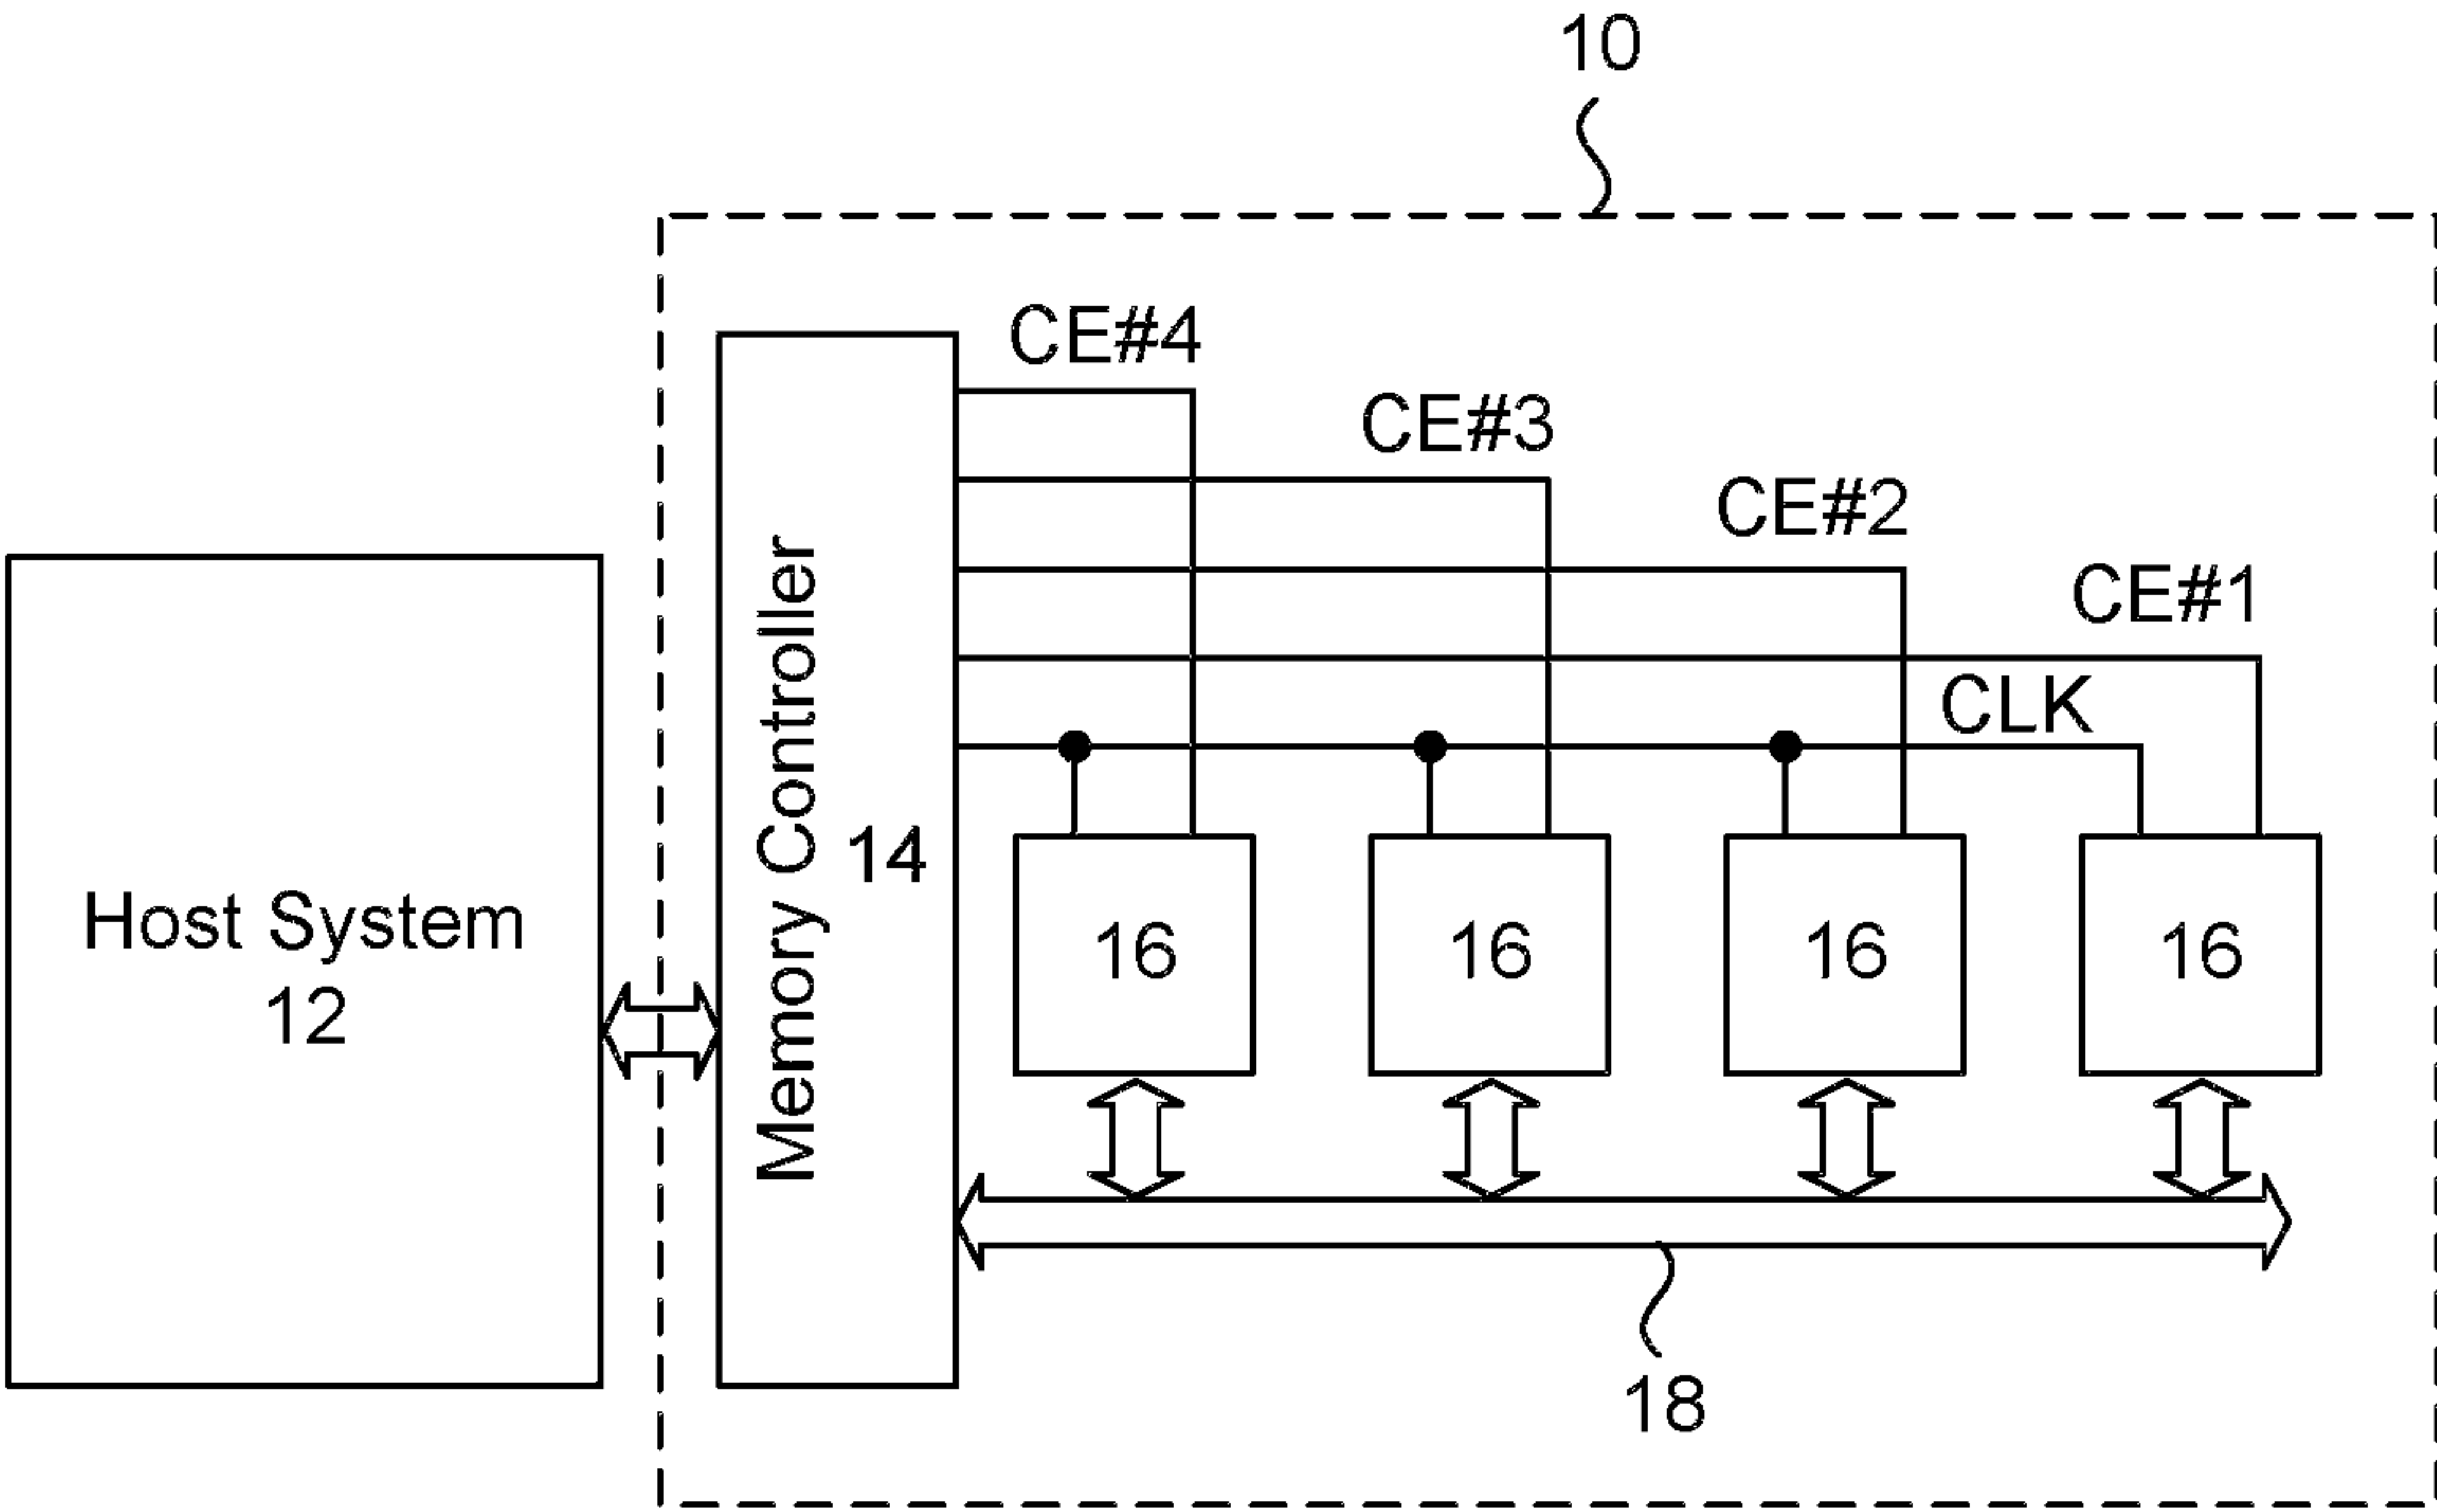 10
CE#4
CE#3
CE#2
CE#1
CLK
Memory Controller
14
Host System
12
16
16
16
16
18